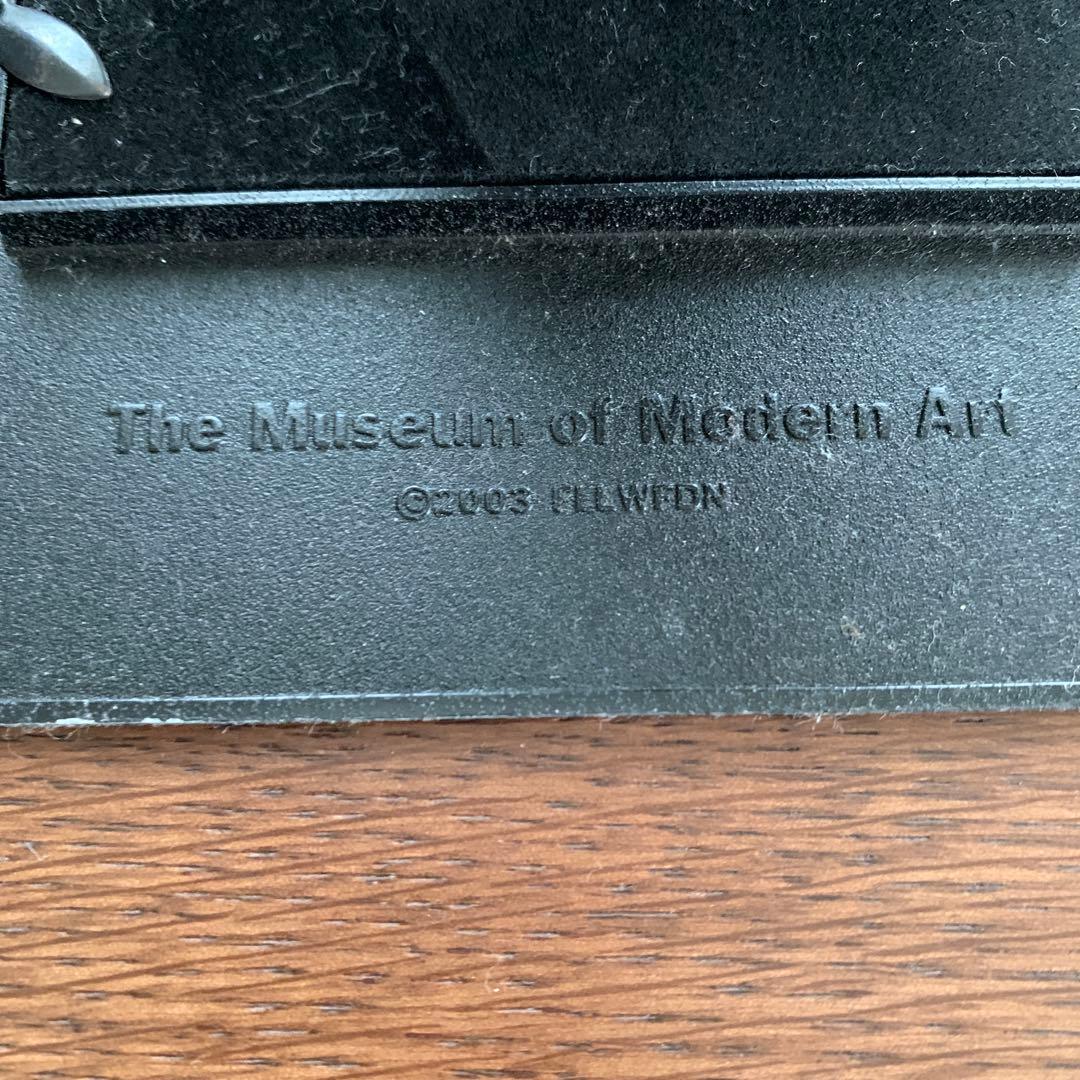 The Museum of Modern Art
©2003 FLLWFDN